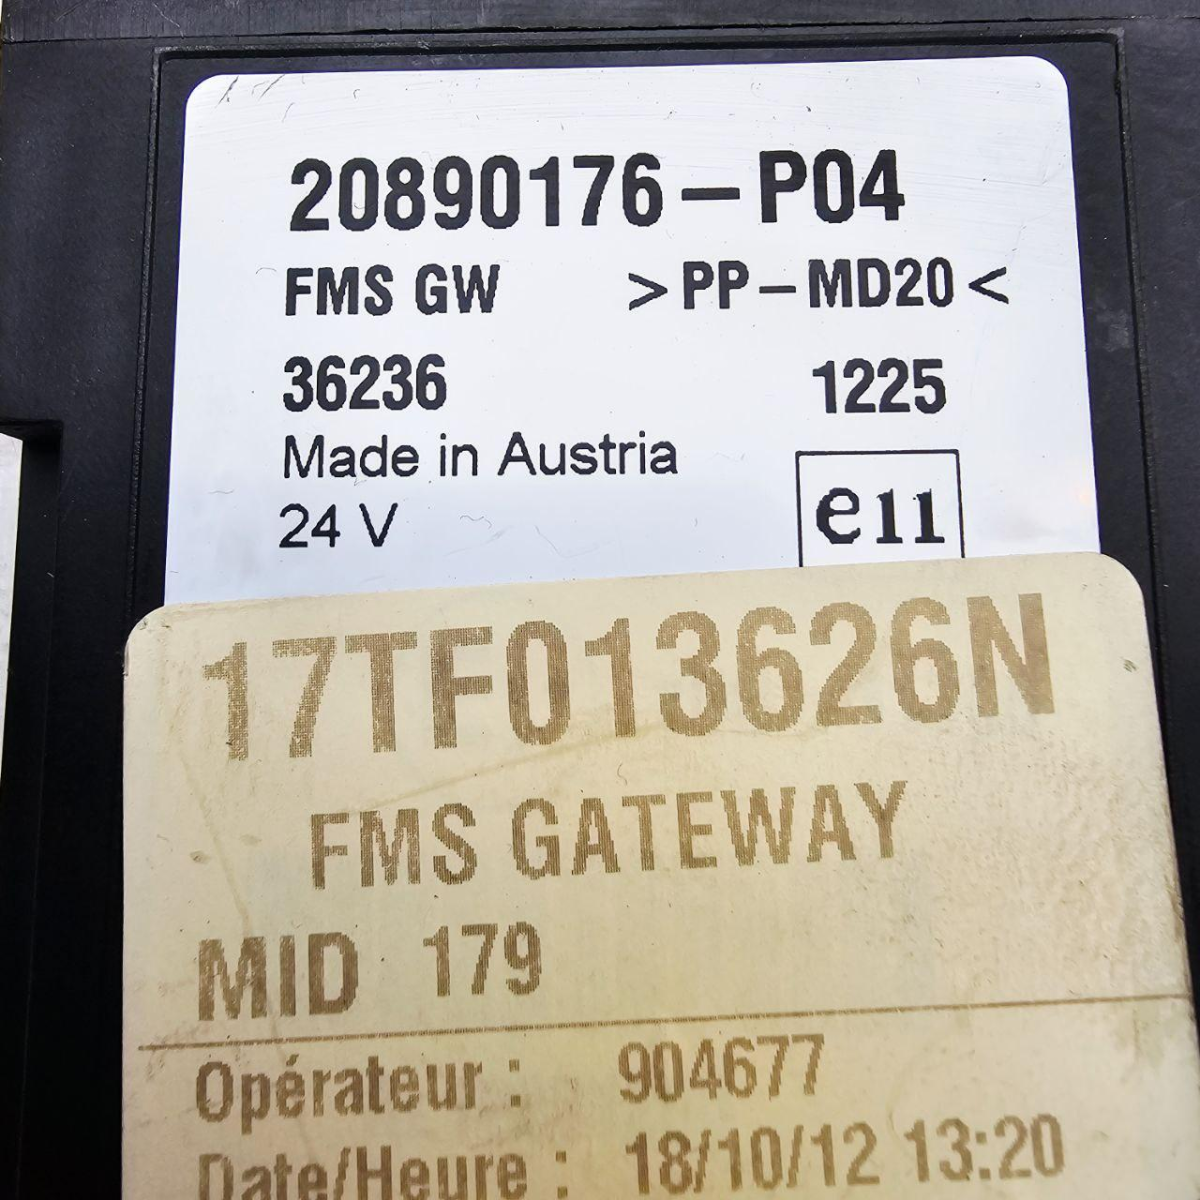 20890176-P04
FMS GW >PP-MD20<
36236 1225
Made in Austria
24 V e11
17TF013626N
FMS GATEWAY
MID 179
Opérateur : 904677
Date/Heure : 18/10/12 13:20